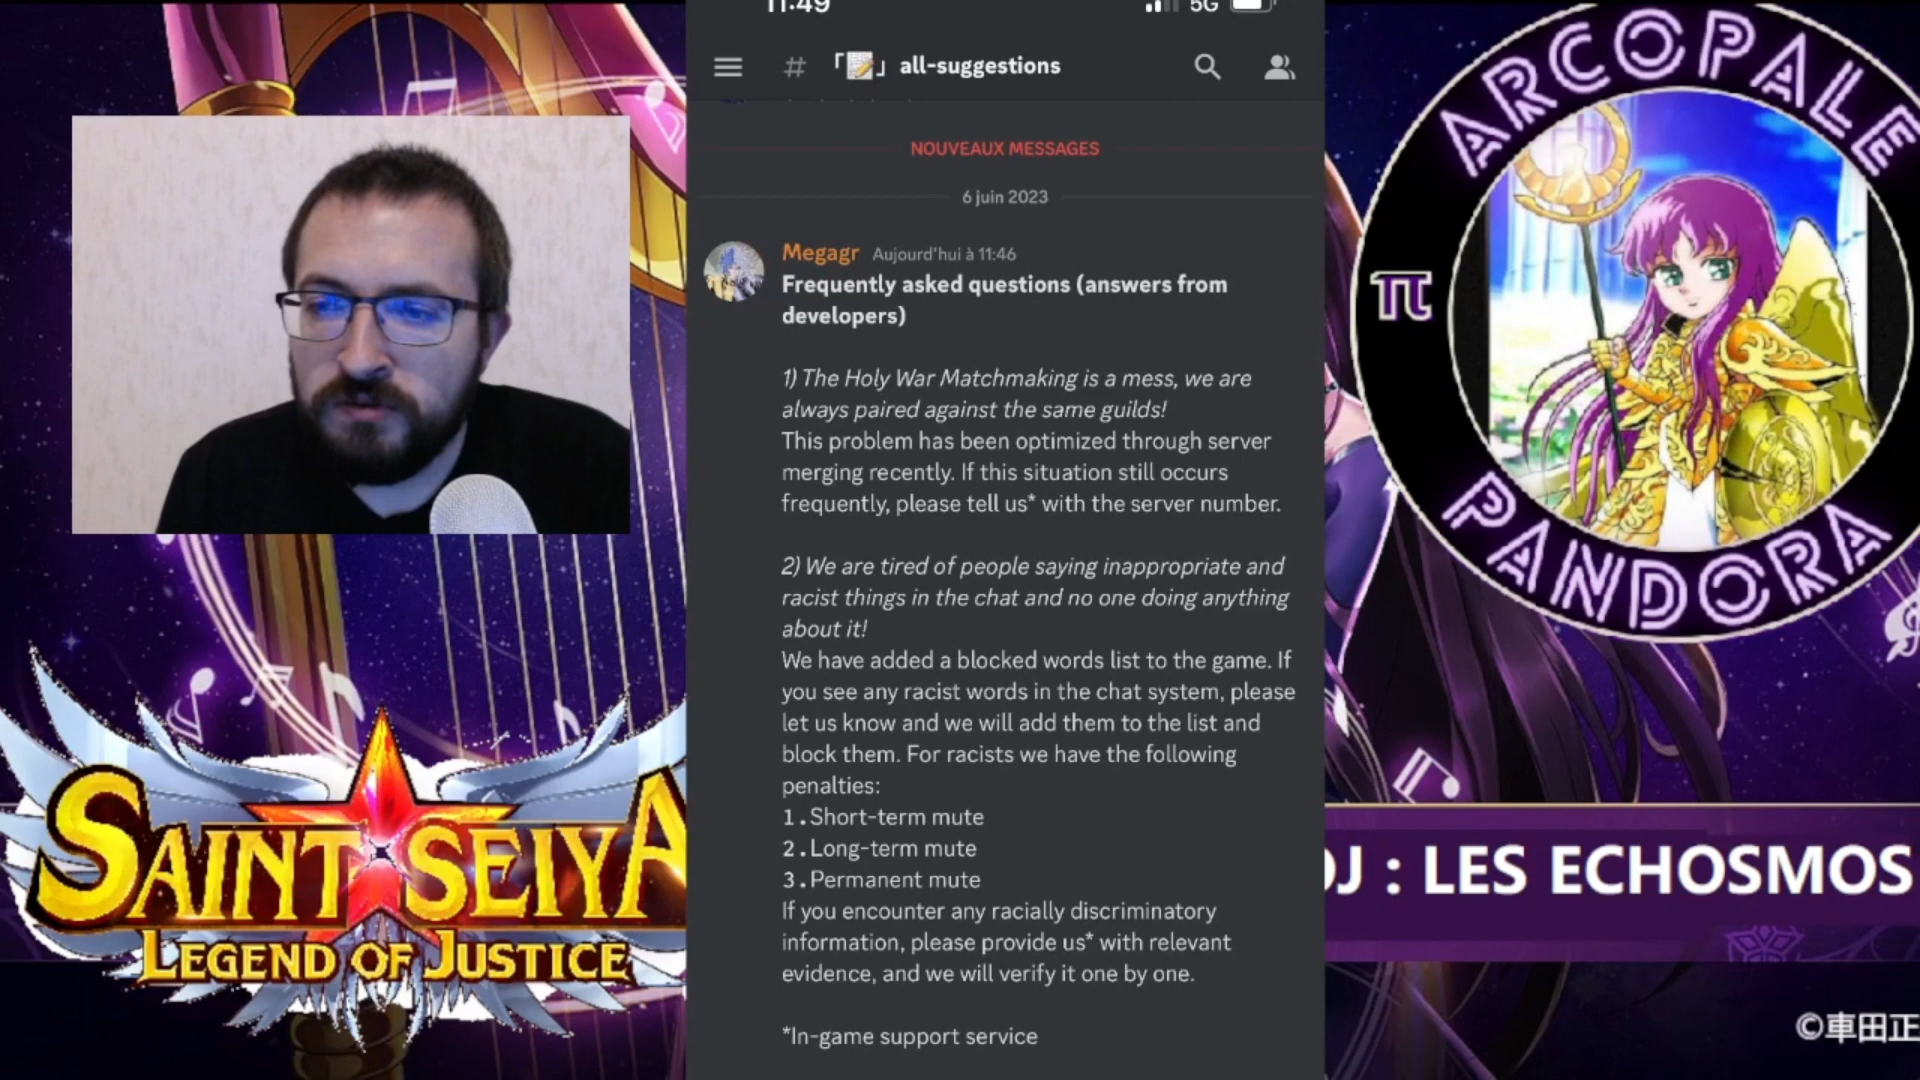 11:49
5G
# 「📝」 all-suggestions
NOUVEAUX MESSAGES
6 juin 2023
Megagr Aujourd'hui à 11:46
Frequently asked questions (answers from
developers)
1) The Holy War Matchmaking is a mess, we are
always paired against the same guilds!
This problem has been optimized through server
merging recently. If this situation still occurs
frequently, please tell us* with the server number.
2) We are tired of people saying inappropriate and
racist things in the chat and no one doing anything
about it!
We have added a blocked words list to the game. If
you see any racist words in the chat system, please
let us know and we will add them to the list and
block them. For racists we have the following
penalties:
1.Short-term mute
2.Long-term mute
3.Permanent mute
If you encounter any racially discriminatory
information, please provide us* with relevant
evidence, and we will verify it one by one.
*In-game support service
SAINT SEIYA
LEGEND OF JUSTICE
ARCOPALE
π
PANDORA
OJ : LES ECHOSMOS
©車田正